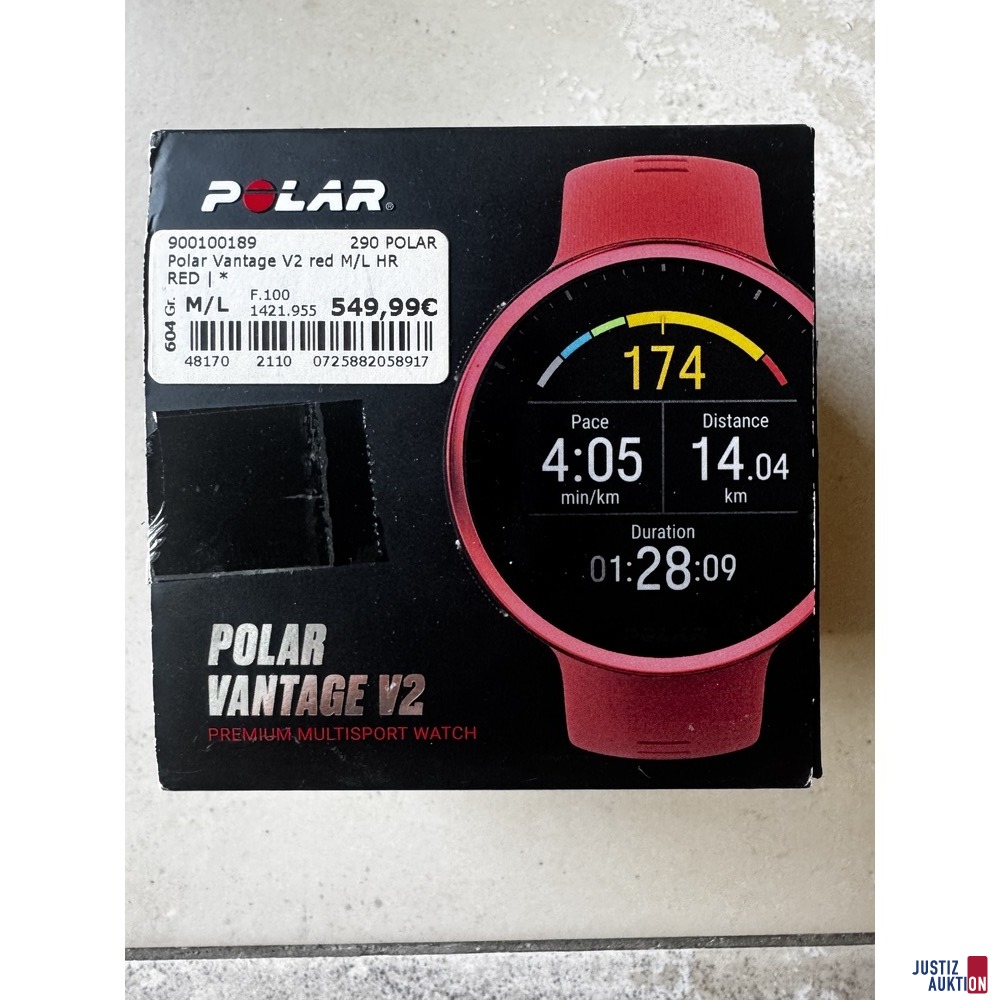 POLAR®
900100189 290 POLAR
Polar Vantage V2 red M/L HR
RED | *
604 Gr. M/L F.100
1421.955 549,99€
48170 2110 0725882058917
174
Pace
4:05
min/km
Distance
14.04
km
Duration
01:28:09
POLAR
VANTAGE V2
PREMIUM MULTISPORT WATCH
JUSTIZ
AUKTION